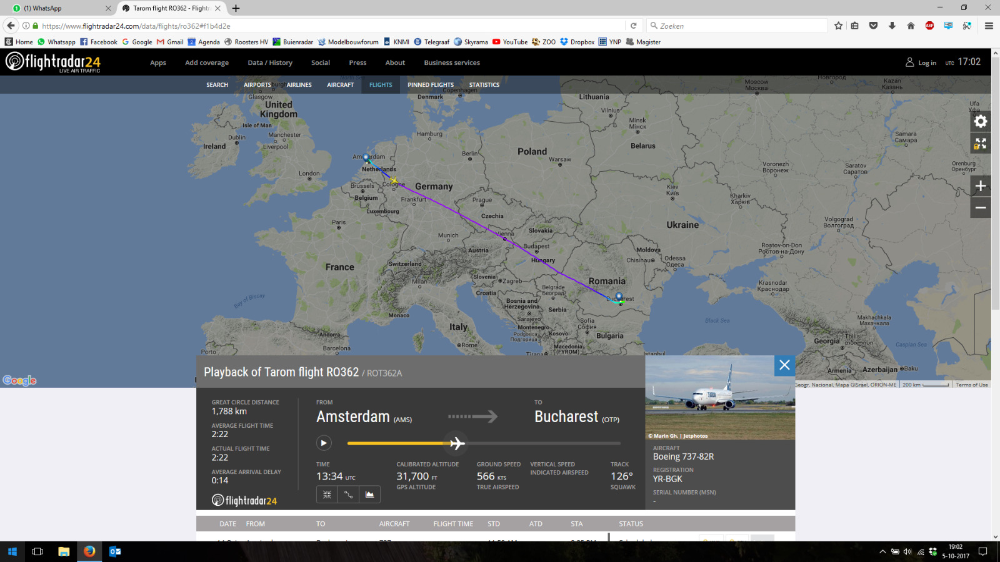 (1) WhatsApp
Tarom flight RO362 - Flightr
https://www.flightradar24.com/data/flights/ro362#f1b4d2e
Zoeken
Home Whatsapp Facebook Google Gmail Agenda Roosters HV Buienradar Modelbouwforum KNMI Telegraaf Skyrama YouTube ZOO Dropbox YNP Magister
flightradar24
LIVE AIR TRAFFIC
Apps Add coverage Data / History Social Press About Business services
Log in UTC 17:02
SEARCH AIRPORTS AIRLINES AIRCRAFT FLIGHTS PINNED FLIGHTS STATISTICS
Glasgow
United Kingdom
Isle of Man
Dublin
Manchester
Ireland
Liverpool
London
Denmark
Copenhagen
Hamburg
Berlin
Lithuania
Vilnius
Minsk
Мінск
Belarus
Moscow
Москва
Kazan
Казань
Ufa
Уфа
Samara
Самара
Poland
Warsaw
Netherlands
Cologne
Brussels
Belgium
Germany
Frankfurt
Luxembourg
Prague
Czechia
Paris
Munich
Vienna
Slovakia
Austria
Budapest
Hungary
Switzerland
France
Milan
Slovenia
Zagreb
Croatia
Belgrade
Београд
Bosnia and Herzegovina
Serbia
Sarajevo
Monaco
Montenegro
Kosovo
Podgorica
Подгорица
Macedonia
(FYROM)
Tirana
Italy
Rome
Andorra
Barcelona
Porto
Bay of Biscay
Romania
Bucharest
Sofia
София
Bulgaria
Istanbul
Moldova
Chisinau
Odessa
Одеса
Ukraine
Kiev
Київ
Kharkiv
Харків
Voronezh
Воронеж
Saratov
Саратов
Orenburg
Оренбург
Volgograd
Волгоград
Rostov-on-Don
Ростов-на-Дону
Krasnodar
Краснодар
Black Sea
Makhachkala
Махачкала
Georgia
Tbilisi
თბილისი
Caspian Sea
Armenia
Azerbaijan
Baku
Google
Geogr. Nacional, Mapa GISrael, ORION-ME 200 km Terms of Use
Playback of Tarom flight RO362 / ROT362A
GREAT CIRCLE DISTANCE
1,788 km
AVERAGE FLIGHT TIME
2:22
ACTUAL FLIGHT TIME
2:22
AVERAGE ARRIVAL DELAY
0:14
flightradar24
FROM
Amsterdam (AMS)
TO
Bucharest (OTP)
TIME
13:34 UTC
CALIBRATED ALTITUDE
31,700 FT
GPS ALTITUDE
GROUND SPEED
566 KTS
TRUE AIRSPEED
VERTICAL SPEED
INDICATED AIRSPEED
TRACK
126°
SQUAWK
TAROM
© Marin Gh. | Jetphotos
AIRCRAFT
Boeing 737-82R
REGISTRATION
YR-BGK
SERIAL NUMBER (MSN)
-
DATE FROM TO AIRCRAFT FLIGHT TIME STD ATD STA STATUS
19:02
5-10-2017